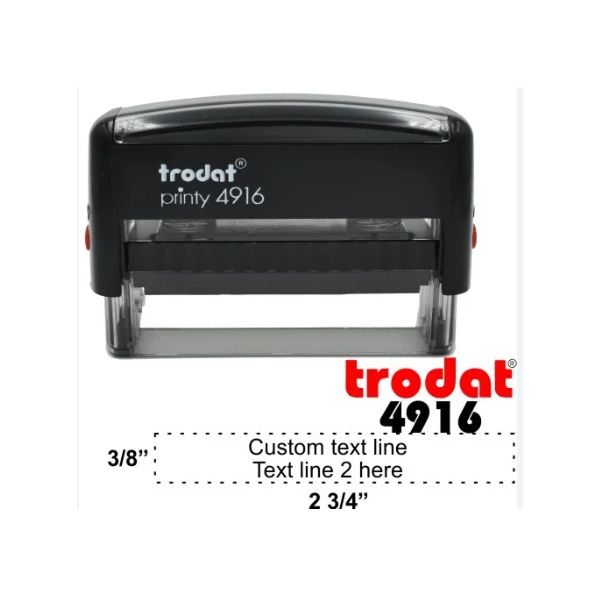 trodat®
printy 4916
trodat®
4916
Custom text line
3/8”
Text line 2 here
2 3/4”